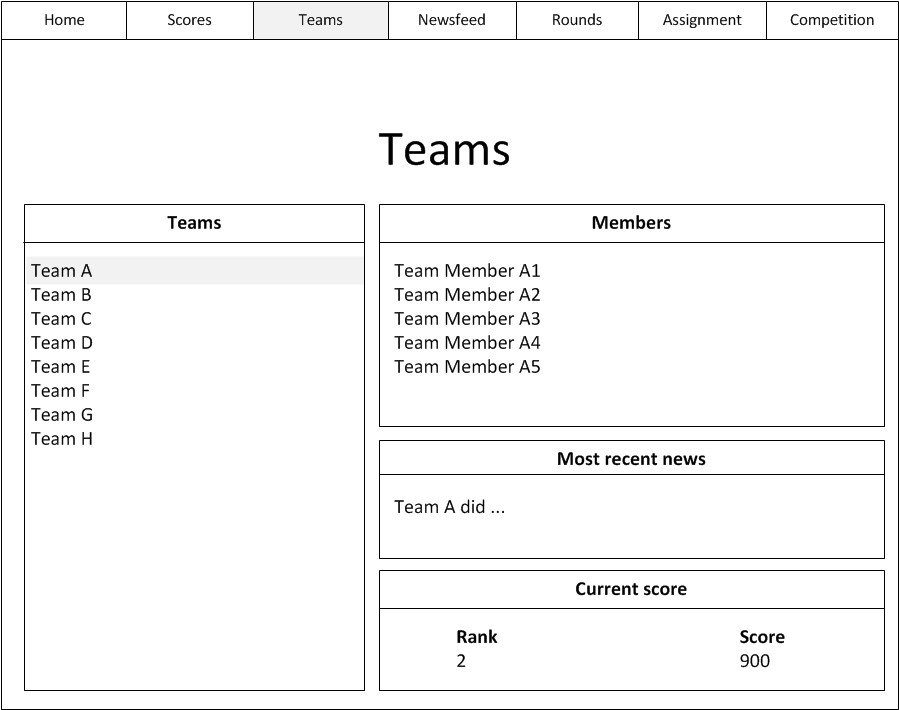 Home Scores Teams Newsfeed Rounds Assignment Competition
Teams
Teams
Team A
Team B
Team C
Team D
Team E
Team F
Team G
Team H
Members
Team Member A1
Team Member A2
Team Member A3
Team Member A4
Team Member A5
Most recent news
Team A did ...
Current score
Rank Score
2 900